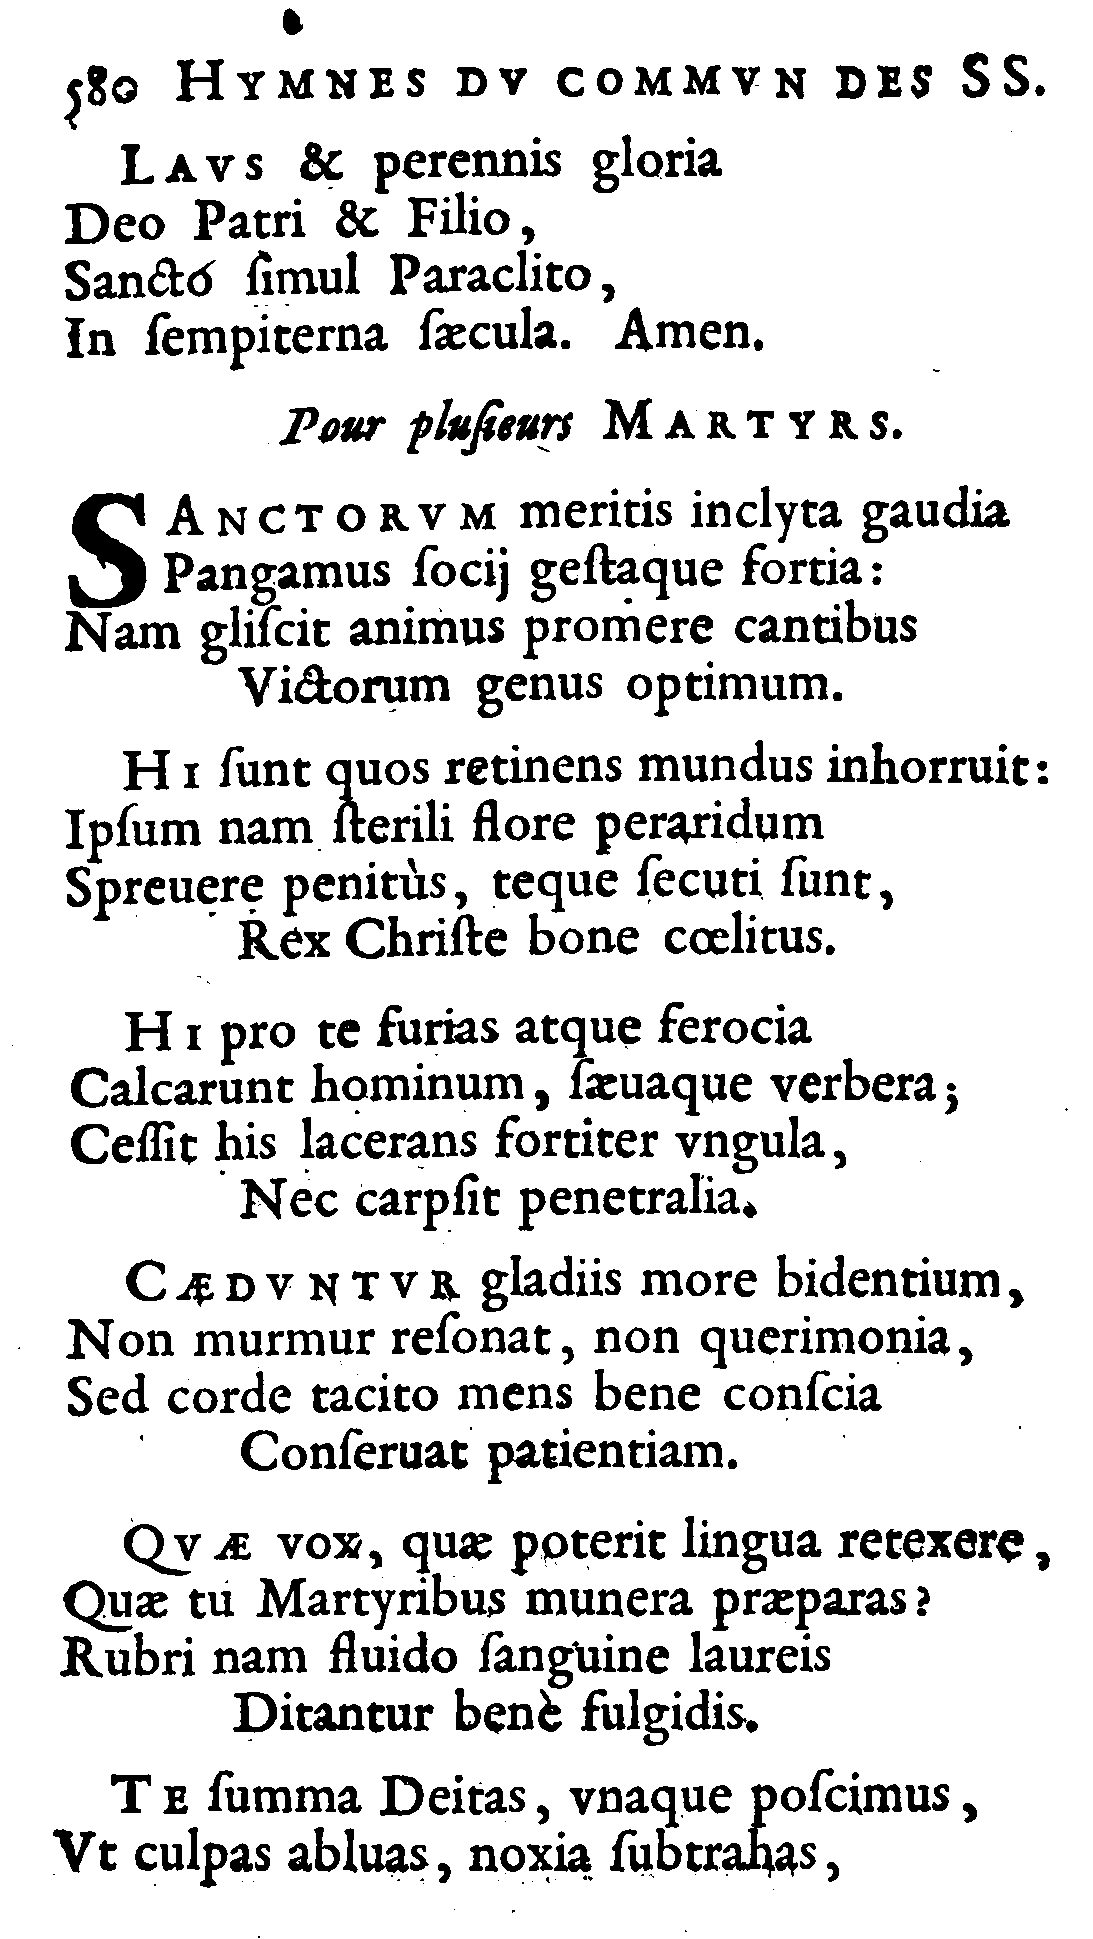 580 HYMNES DV COMMVN DES SS.
LAVS & perennis gloria
Deo Patri & Filio,
Sancto ſimul Paraclito,
In ſempiterna ſæcula. Amen.
Pour pluſieurs MARTYRS.
SANCTORVM meritis inclyta gaudia
Pangamus ſocij geſtaque fortia:
Nam gliſcit animus promere cantibus
Victorum genus optimum.
HI ſunt quos retinens mundus inhorruit:
Ipſum nam ſterili flore peraridum
Spreuere penitùs, teque ſecuti ſunt,
Rex Chriſte bone cœlitus.
HI pro te furias atque ferocia
Calcarunt hominum, ſæuaque verbera;
Ceſſit his lacerans fortiter vngula,
Nec carpſit penetralia.
CÆDVNTVR gladiis more bidentium,
Non murmur reſonat, non querimonia,
Sed corde tacito mens bene conſcia
Conſeruat patientiam.
QVÆ vox, quæ poterit lingua retexere,
Quæ tu Martyribus munera præparas?
Rubri nam fluido ſanguine laureis
Ditantur benè fulgidis.
TE ſumma Deitas, vnaque poſcimus,
Vt culpas abluas, noxia ſubtrahas,